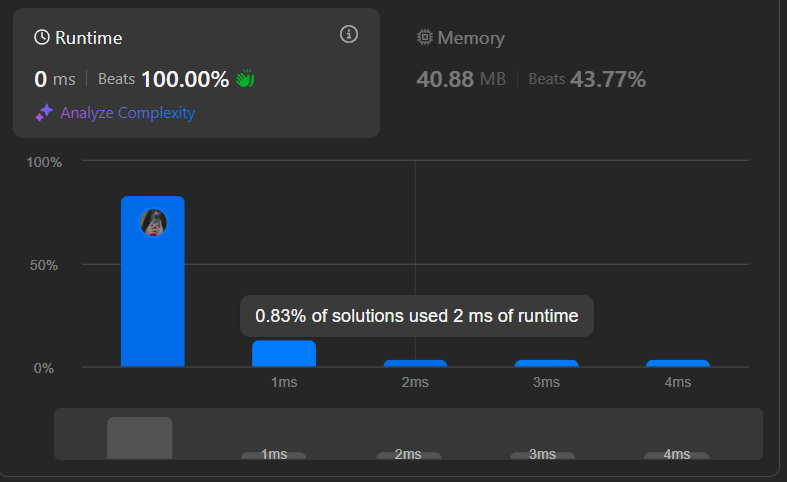 Runtime
0 ms Beats 100.00%
Analyze Complexity
Memory
40.88 MB Beats 43.77%
100%
50%
0%
0.83% of solutions used 2 ms of runtime
1ms 2ms 3ms 4ms
1ms 2ms 3ms 4ms